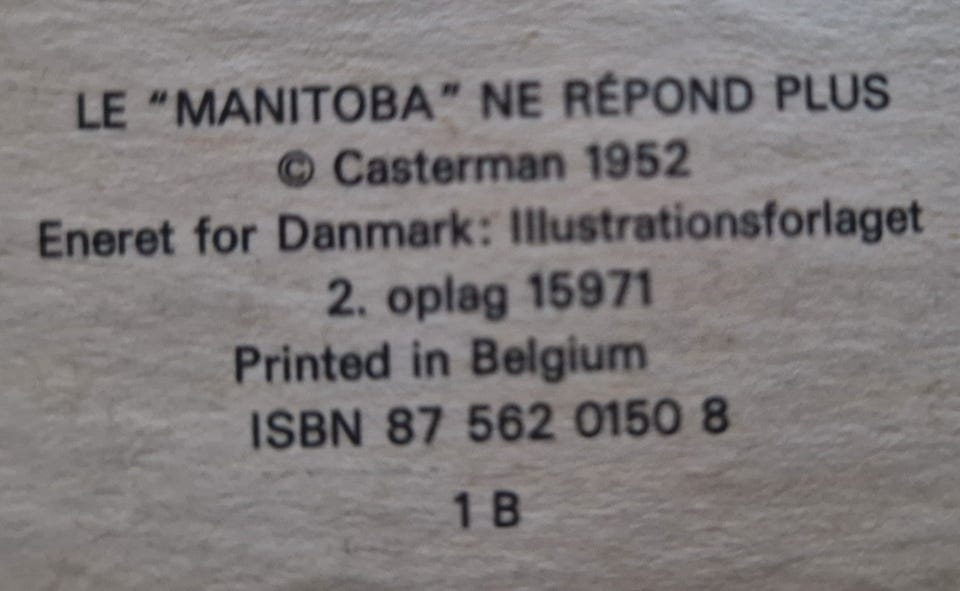 LE “MANITOBA” NE RÉPOND PLUS
© Casterman 1952
Eneret for Danmark: Illustrationsforlaget
2. oplag 15971
Printed in Belgium
ISBN 87 562 0150 8
1 B